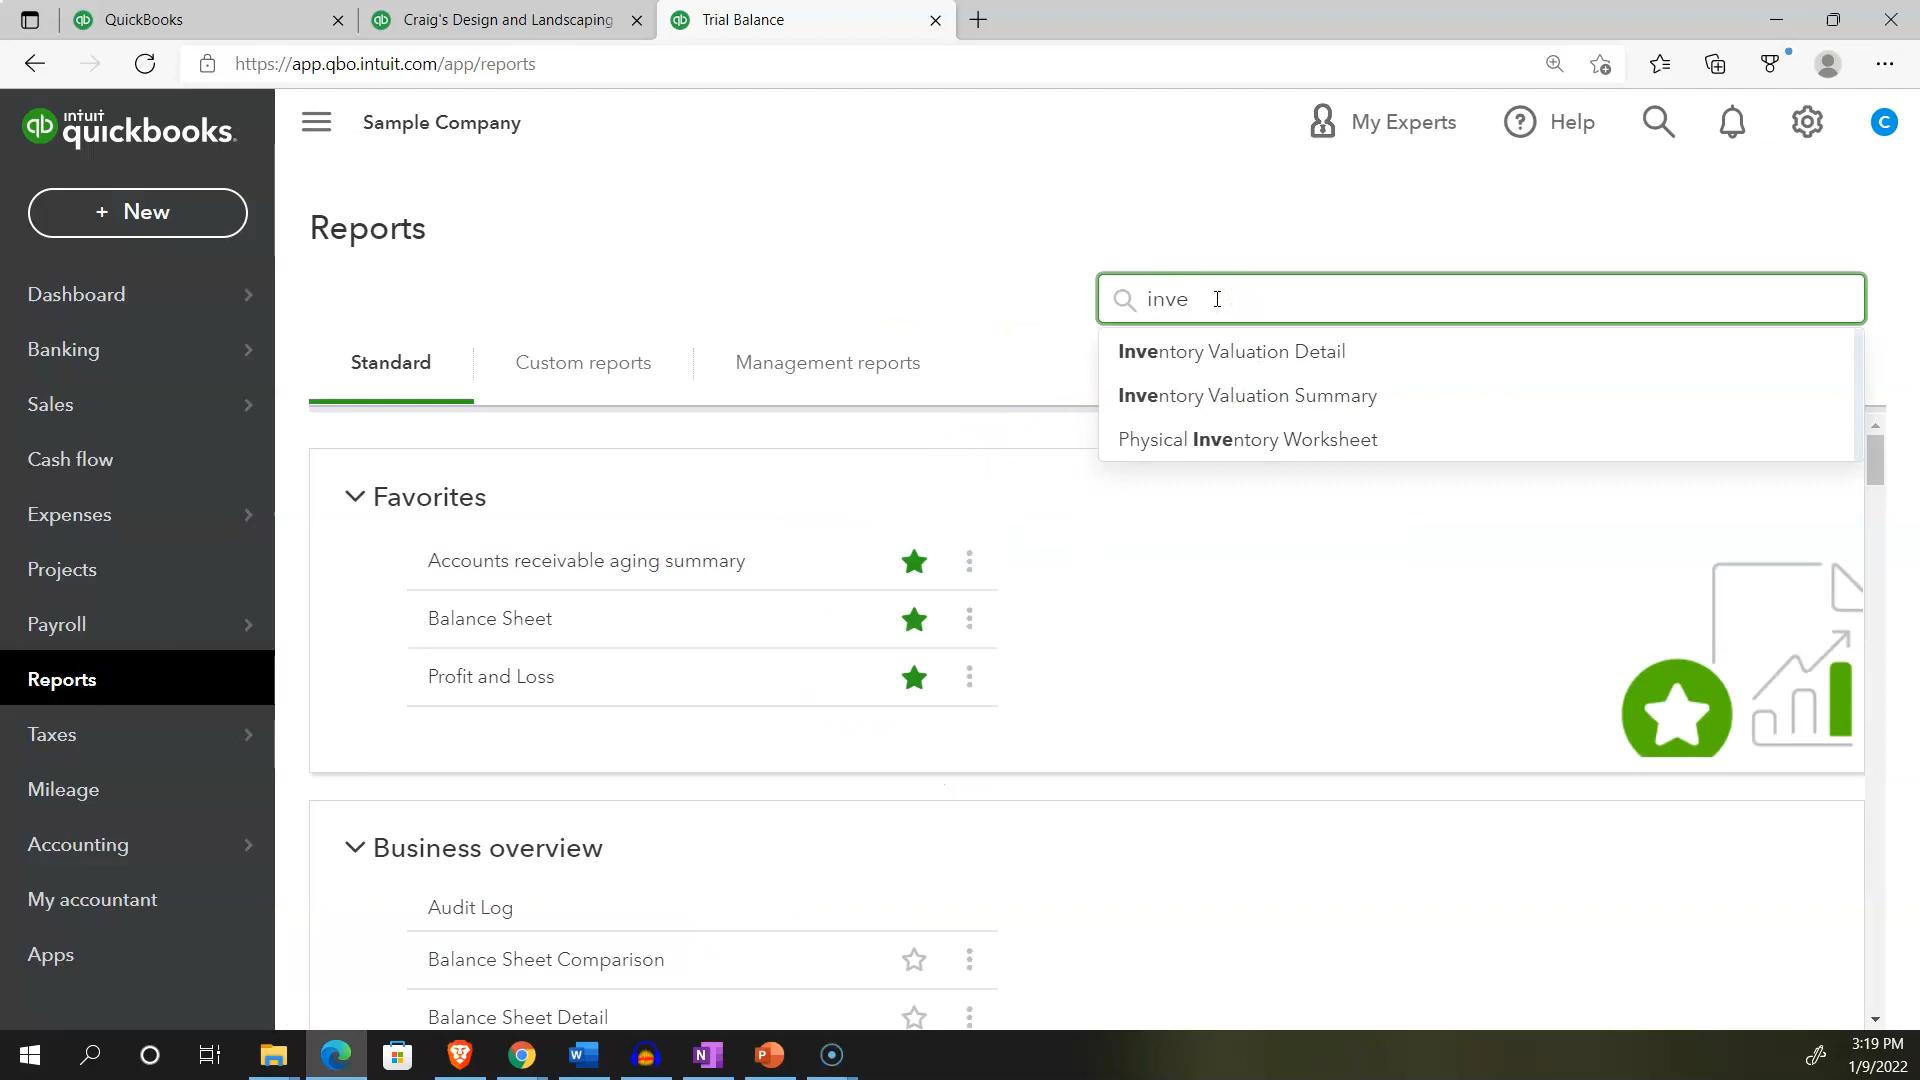 QuickBooks
Craig's Design and Landscaping
Trial Balance
https://app.qbo.intuit.com/app/reports
intuit
quickbooks.
qb
Sample Company
My Experts
Help
C
+ New
Dashboard
Banking
Sales
Cash flow
Expenses
Projects
Payroll
Reports
Taxes
Mileage
Accounting
My accountant
Apps
Reports
inve
Inventory Valuation Detail
Inventory Valuation Summary
Physical Inventory Worksheet
Standard
Custom reports
Management reports
Favorites
Accounts receivable aging summary
Balance Sheet
Profit and Loss
Business overview
Audit Log
Balance Sheet Comparison
Balance Sheet Detail
3:19 PM
1/9/2022